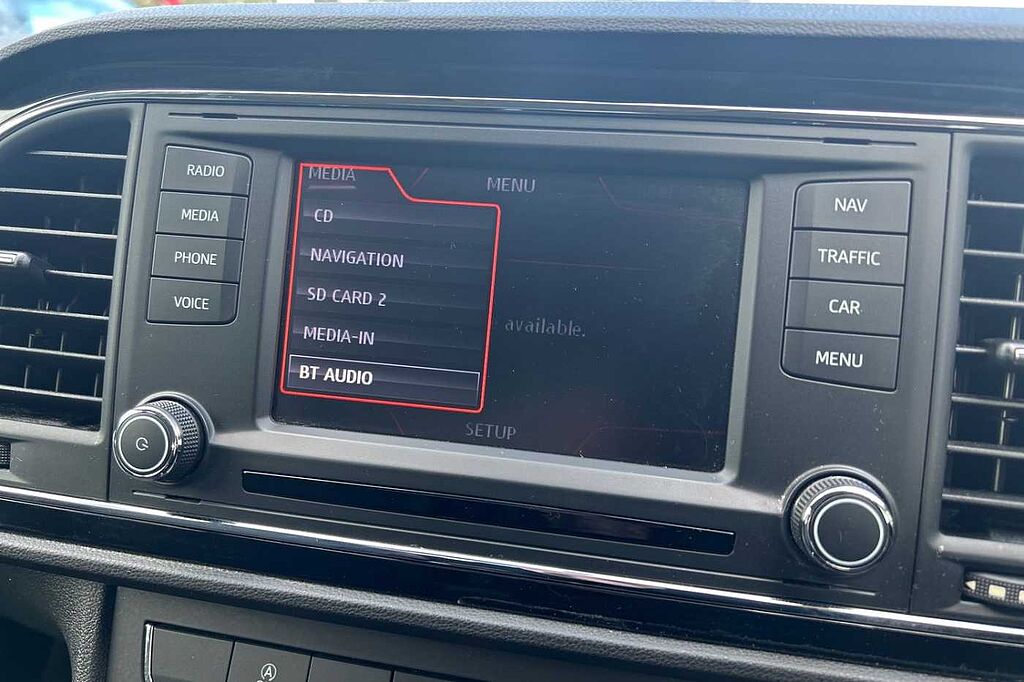 RADIO
MEDIA
PHONE
VOICE
MEDIA
MENU
CD
NAVIGATION
SD CARD 2
MEDIA-IN
available.
BT AUDIO
SETUP
NAV
TRAFFIC
CAR
MENU
A